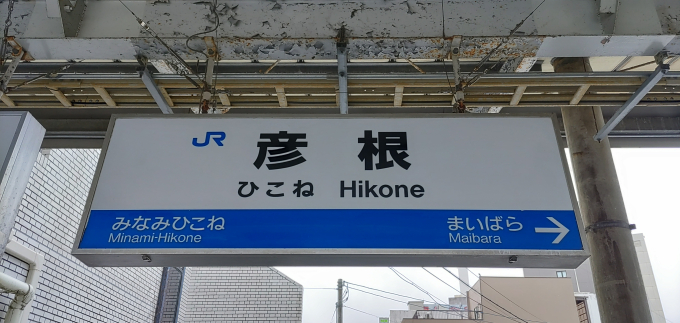 JR
彦根
ひこね Hikone
みなみひこね まいばら →
Minami-Hikone Maibara